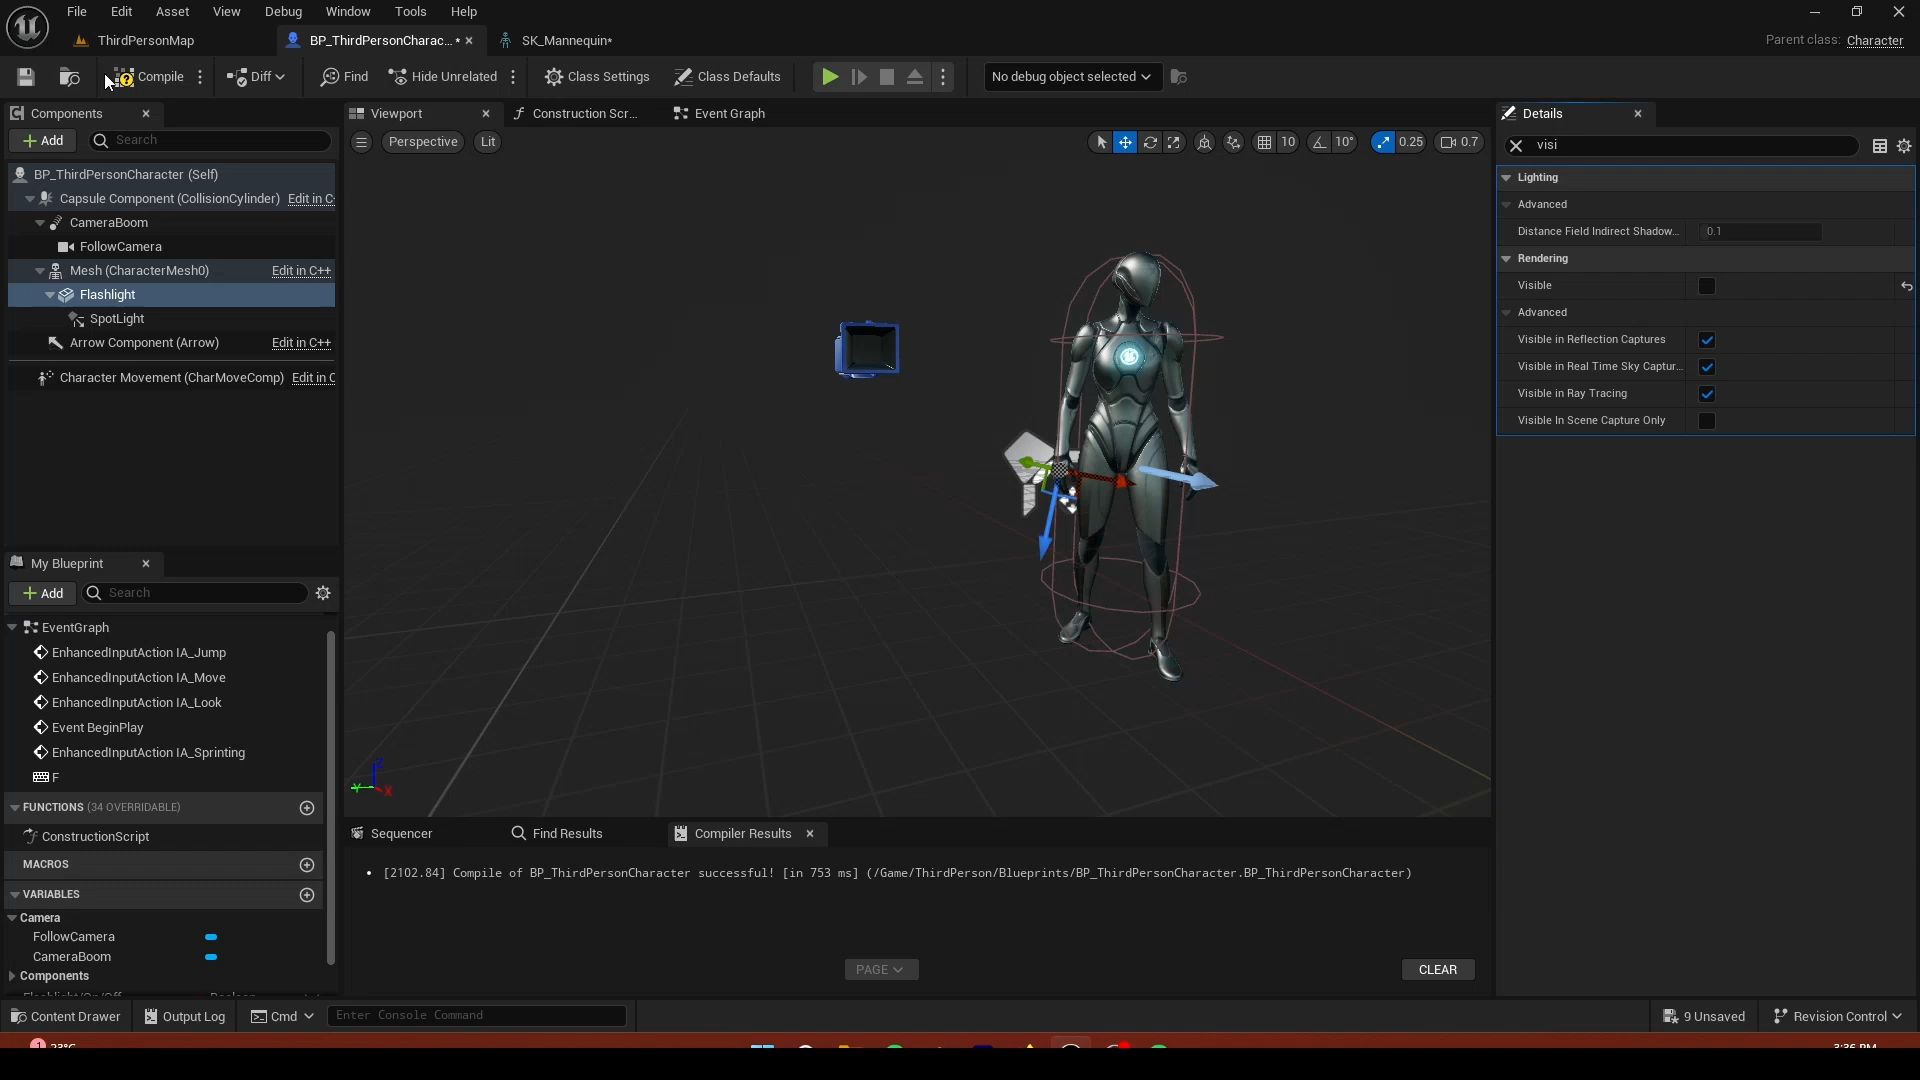 File Edit Asset View Debug Window Tools Help
ThirdPersonMap
BP_ThirdPersonCharac... *
SK_Mannequin*
Parent class: Character
Compile
Diff
Find
Hide Unrelated
Class Settings
Class Defaults
No debug object selected
Components
Add
Search
BP_ThirdPersonCharacter (Self)
Capsule Component (CollisionCylinder) Edit in C
CameraBoom
FollowCamera
Mesh (CharacterMesh0) Edit in C++
Flashlight
SpotLight
Arrow Component (Arrow) Edit in C++
Character Movement (CharMoveComp) Edit in C
My Blueprint
Add
Search
EventGraph
EnhancedInputAction IA_Jump
EnhancedInputAction IA_Move
EnhancedInputAction IA_Look
Event BeginPlay
EnhancedInputAction IA_Sprinting
F
FUNCTIONS (34 OVERRIDABLE)
ConstructionScript
MACROS
VARIABLES
Camera
FollowCamera
CameraBoom
Components
Viewport
Construction Scr...
Event Graph
Perspective
Lit
10
10°
0.25
0.7
Z
Y
X
Sequencer
Find Results
Compiler Results
[2102.84] Compile of BP_ThirdPersonCharacter successful! [in 753 ms] (/Game/ThirdPerson/Blueprints/BP_ThirdPersonCharacter.BP_ThirdPersonCharacter)
PAGE
CLEAR
Details
visi
Lighting
Advanced
Distance Field Indirect Shadow... 0.1
Rendering
Visible
Advanced
Visible in Reflection Captures
Visible in Real Time Sky Captur...
Visible in Ray Tracing
Visible In Scene Capture Only
Content Drawer
Output Log
Cmd
Enter Console Command
9 Unsaved
Revision Control
3:36 PM